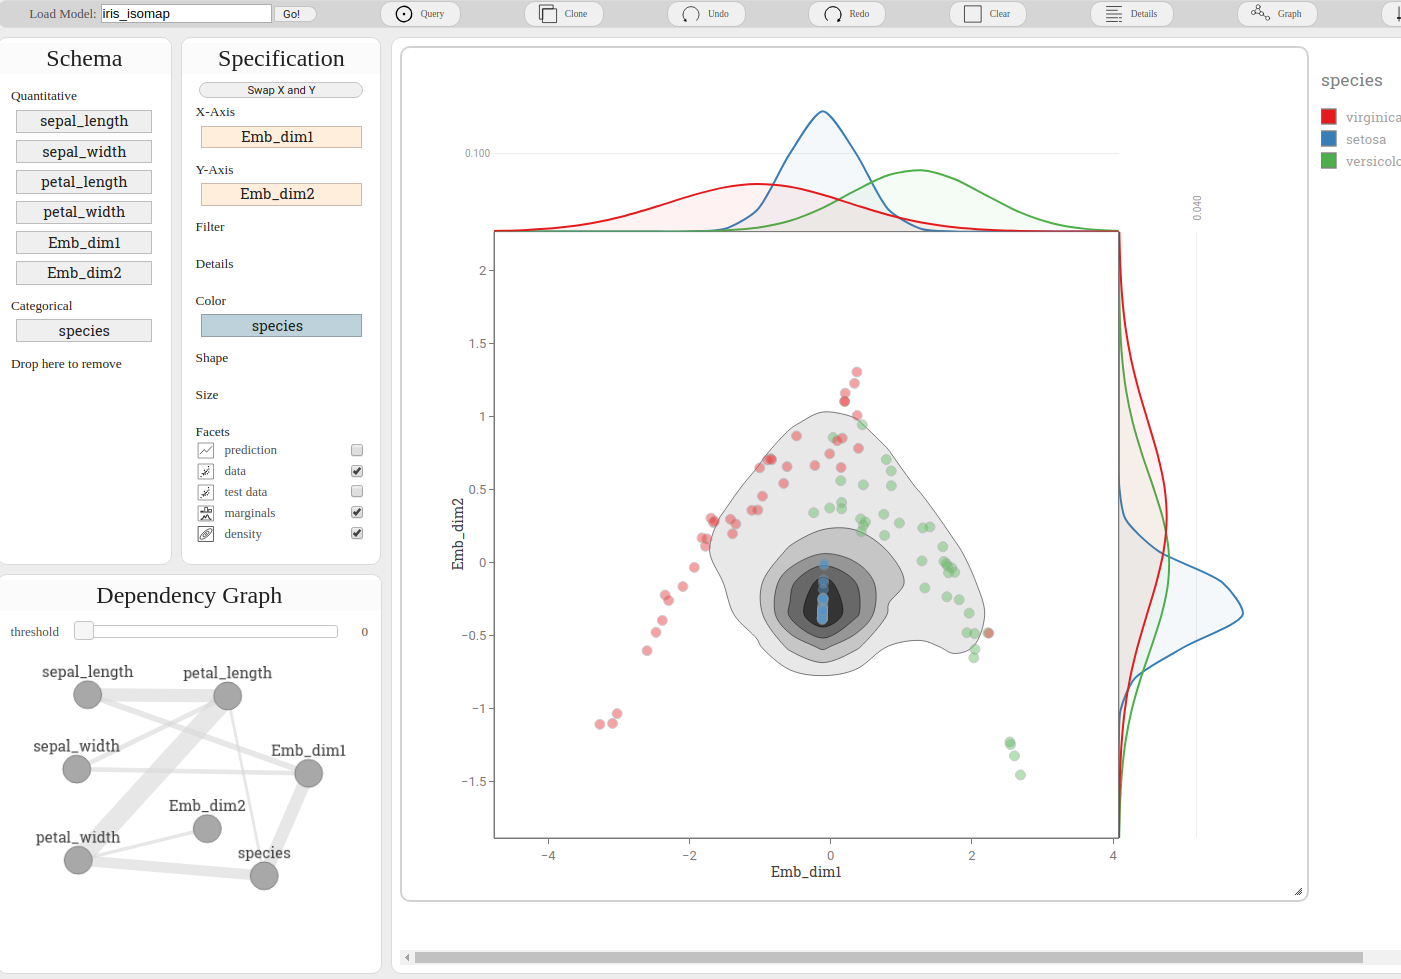 Load Model: iris_isomap Go! Query Clone Undo Redo Clear Details Graph
Schema
Quantitative
sepal_length
sepal_width
petal_length
petal_width
Emb_dim1
Emb_dim2
Categorical
species
Drop here to remove
Specification
Swap X and Y
X-Axis
Emb_dim1
Y-Axis
Emb_dim2
Filter
Details
Color
species
Shape
Size
Facets
prediction
data
test data
marginals
density
Dependency Graph
threshold 0
sepal_length
petal_length
sepal_width
Emb_dim1
Emb_dim2
petal_width
species
0.100
0.040
2
1.5
1
0.5
0
−0.5
−1
−1.5
Emb_dim2
−4 −2 0 2 4
Emb_dim1
species
virginica
setosa
versicolo